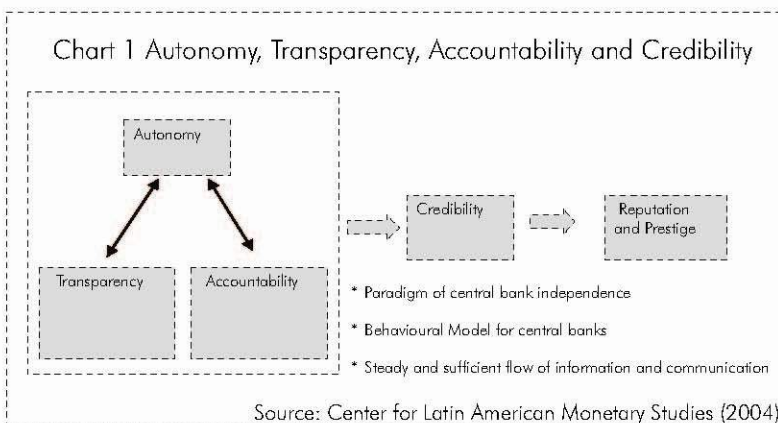 Chart 1 Autonomy, Transparency, Accountability and Credibility
Autonomy
Credibility
Reputation
and Prestige
Transparency
Accountability
* Paradigm of central bank independence
* Behavioural Model for central banks
* Steady and sufficient flow of information and communication
Source: Center for Latin American Monetary Studies (2004)